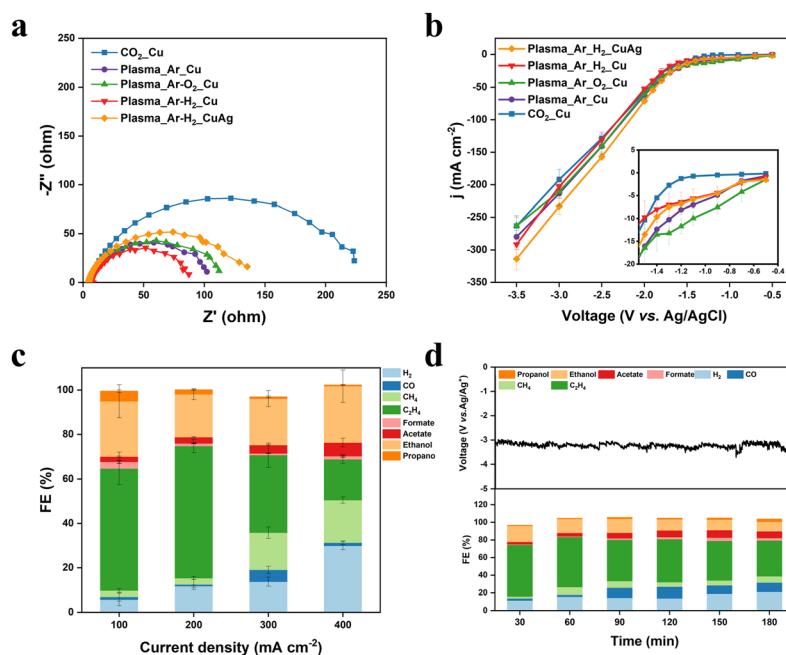 a
-25
-250
-200
-150
-100
-50
0
-Z'' (ohm)
0
50
100
150
200
250
Z' (ohm)
CO₂_Cu
Plasma_Ar_Cu
Plasma_Ar-O₂_Cu
Plasma_Ar-H₂_Cu
Plasma_Ar-H₂_CuAg
b
0
-50
-100
-150
-200
-250
-300
-350
j (mA cm⁻²)
-3.5
-3.0
-2.5
-2.0
-1.5
-1.0
-0.5
Voltage (V vs. Ag/AgCl)
Plasma_Ar_H₂_CuAg
Plasma_Ar_H₂_Cu
Plasma_Ar_O₂_Cu
Plasma_Ar_Cu
CO₂_Cu
5
0
-5
-10
-15
-20
-1.4
-1.2
-1.0
-0.8
-0.6
c
100
80
60
40
20
0
FE (%)
100
200
300
400
Current density (mA cm⁻²)
H₂
CO
CH₄
C₂H₄
Formate
Acetate
Ethanol
Propano
d
Propanol Ethanol Acetate Formate H₂ CO
CH₄ C₂H₄
0
-1
-2
-3
-4
-5
Voltage (V vs.Ag/Ag⁺)
120
100
80
60
40
20
0
FE (%)
30
60
90
120
150
180
Time (min)